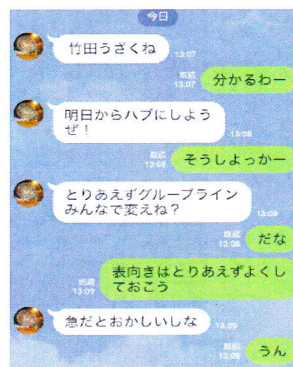 今日
竹田うざくね
13:07
既読
13:07
分かるわー
明日からハブにしよう
ぜ！
13:08
既読
13:08
そうしよっかー
とりあえずグループライン
みんなで変えね？
13:08
既読
13:08
だな
表向きはとりあえずよくし
ておこう
既読
13:09
急だとおかしいしな
13:09
既読
13:09
うん